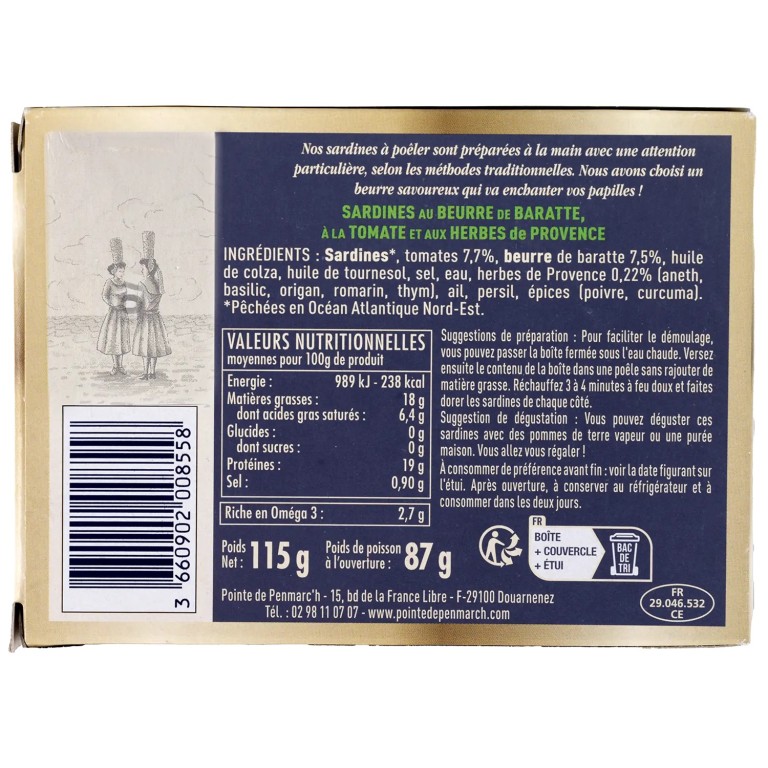 Nos sardines à poêler sont préparées à la main avec une attention
particulière, selon les méthodes traditionnelles. Nous avons choisi un
beurre savoureux qui va enchanter vos papilles !
SARDINES AU BEURRE DE BARATTE,
À LA TOMATE ET AUX HERBES de PROVENCE
INGRÉDIENTS : Sardines*, tomates 7,7%, beurre de baratte 7,5%, huile
de colza, huile de tournesol, sel, eau, herbes de Provence 0,22% (aneth,
basilic, origan, romarin, thym), ail, persil, épices (poivre, curcuma).
*Pêchées en Océan Atlantique Nord-Est.
VALEURS NUTRITIONNELLES
moyennes pour 100g de produit
Energie : 989 kJ - 238 kcal
Matières grasses : 18 g
dont acides gras saturés : 6,4 g
Glucides : 0 g
dont sucres : 0 g
Protéines : 19 g
Sel : 0,90 g
Riche en Oméga 3 : 2,7 g
Suggestions de préparation : Pour faciliter le démoulage,
vous pouvez passer la boîte fermée sous l'eau chaude. Versez
ensuite le contenu de la boîte dans une poêle sans rajouter de
matière grasse. Réchauffez 3 à 4 minutes à feu doux et faites
dorer les sardines de chaque côté.
Suggestion de dégustation : Vous pouvez déguster ces
sardines avec des pommes de terre vapeur ou une purée
maison. Vous allez vous régaler !
À consommer de préférence avant fin : voir la date figurant sur
l'étui. Après ouverture, à conserver au réfrigérateur et à
consommer dans les deux jours.
Poids Net : 115 g Poids de poisson à l'ouverture : 87 g
FR
BOÎTE
+ COUVERCLE
+ ÉTUI
BAC
DE
TRI
Pointe de Penmarc'h - 15, bd de la France Libre - F-29100 Douarnenez
Tél. : 02 98 11 07 07 - www.pointedepenmarch.com
FR
29.046.532
CE
3 660902 008558